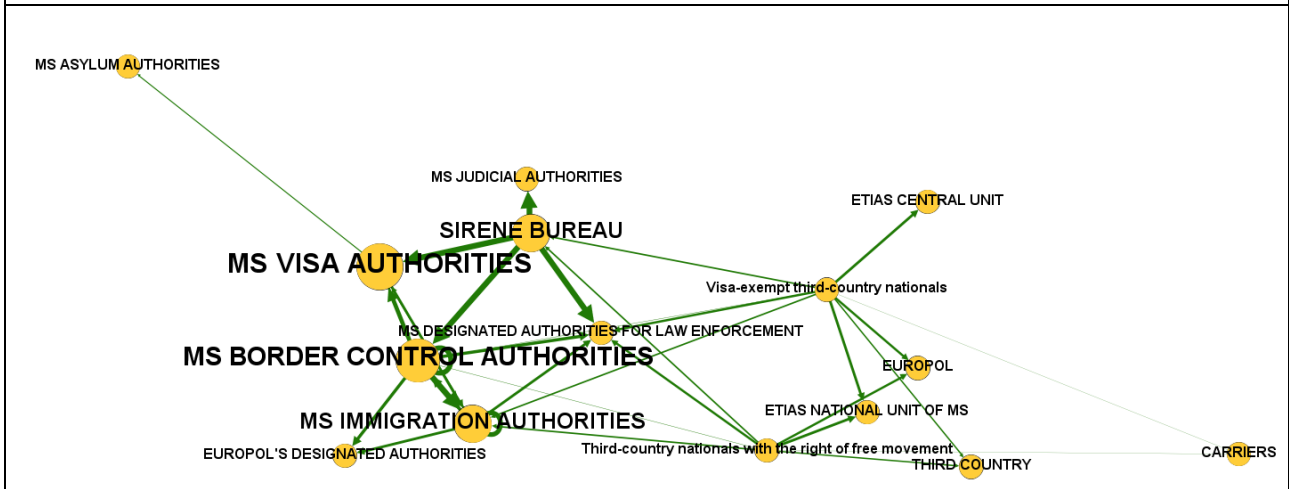 MS ASYLUM AUTHORITIES
MS JUDICIAL AUTHORITIES
ETIAS CENTRAL UNIT
SIRENE BUREAU
MS VISA AUTHORITIES
Visa-exempt third-country nationals
MS DESIGNATED AUTHORITIES FOR LAW ENFORCEMENT
MS BORDER CONTROL AUTHORITIES
EUROPOL
ETIAS NATIONAL UNIT OF MS
MS IMMIGRATION AUTHORITIES
Third-country nationals with the right of free movement
EUROPOL'S DESIGNATED AUTHORITIES
CARRIERS
THIRD COUNTRY